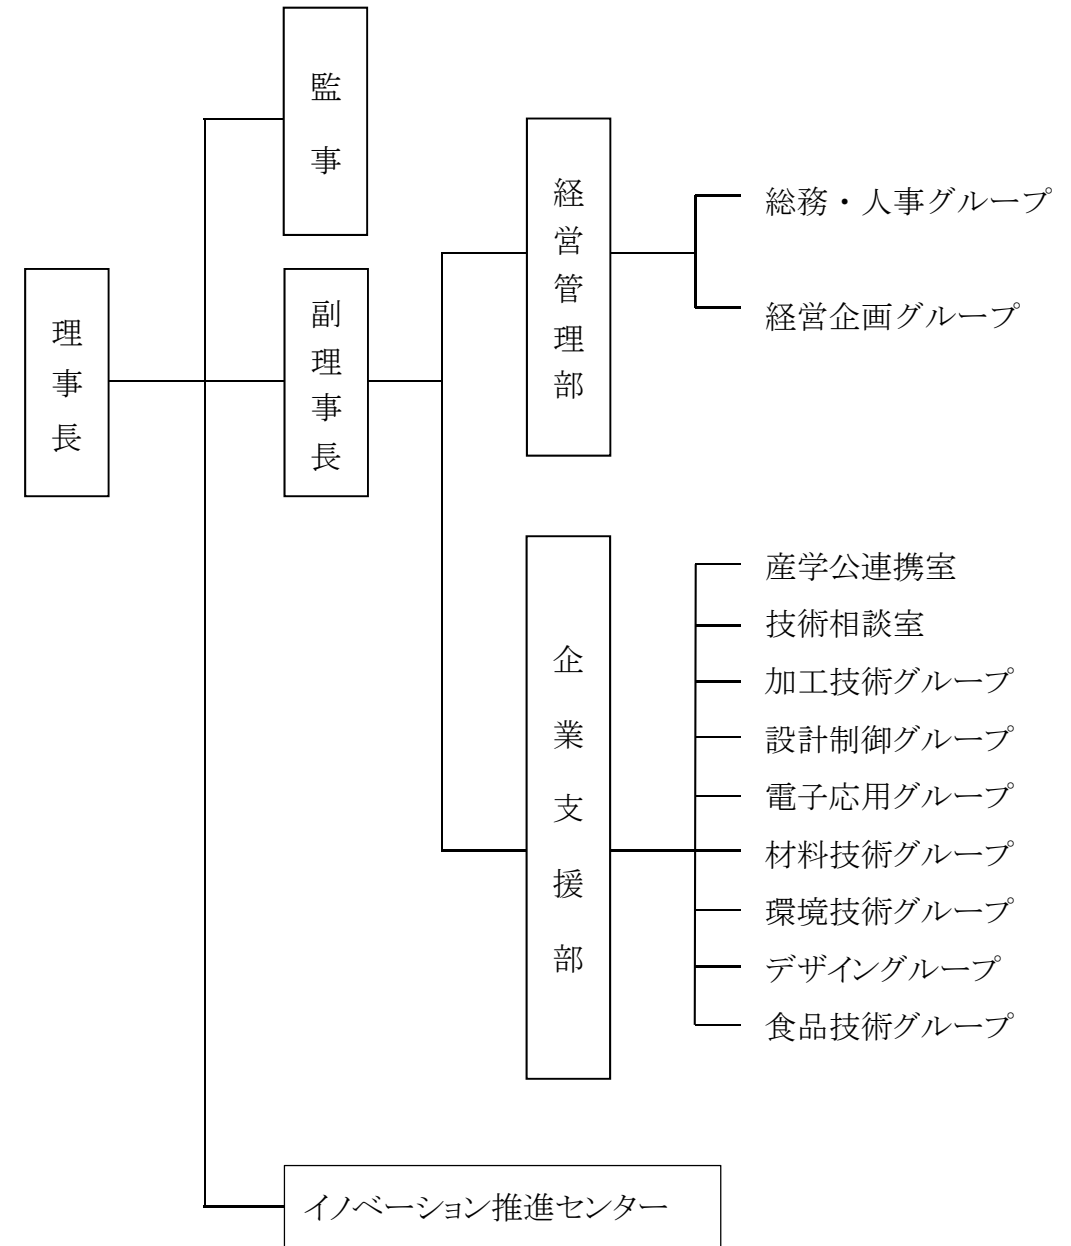 監事
理事長
副理事長
経営管理部
総務・人事グループ
経営企画グループ
企業支援部
産学公連携室
技術相談室
加工技術グループ
設計制御グループ
電子応用グループ
材料技術グループ
環境技術グループ
デザイングループ
食品技術グループ
イノベーション推進センター